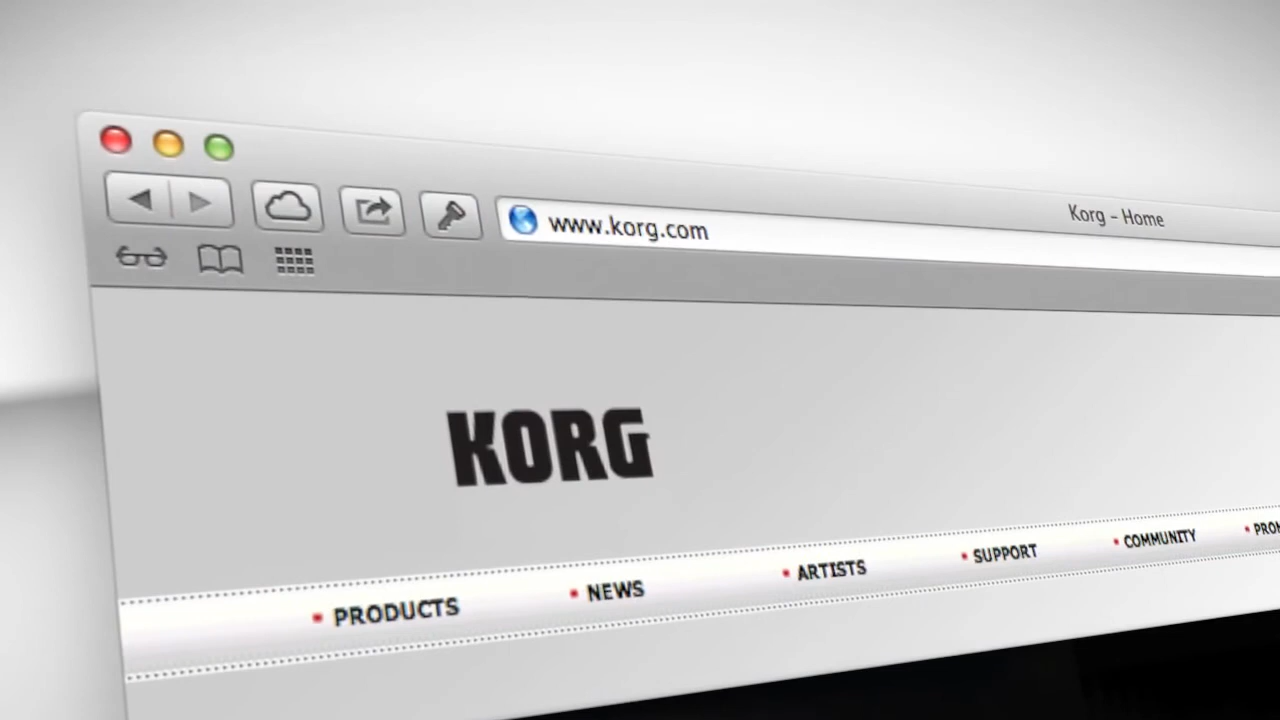 Korg – Home
www.korg.com
KORG
PRODUCTS
NEWS
ARTISTS
SUPPORT
COMMUNITY